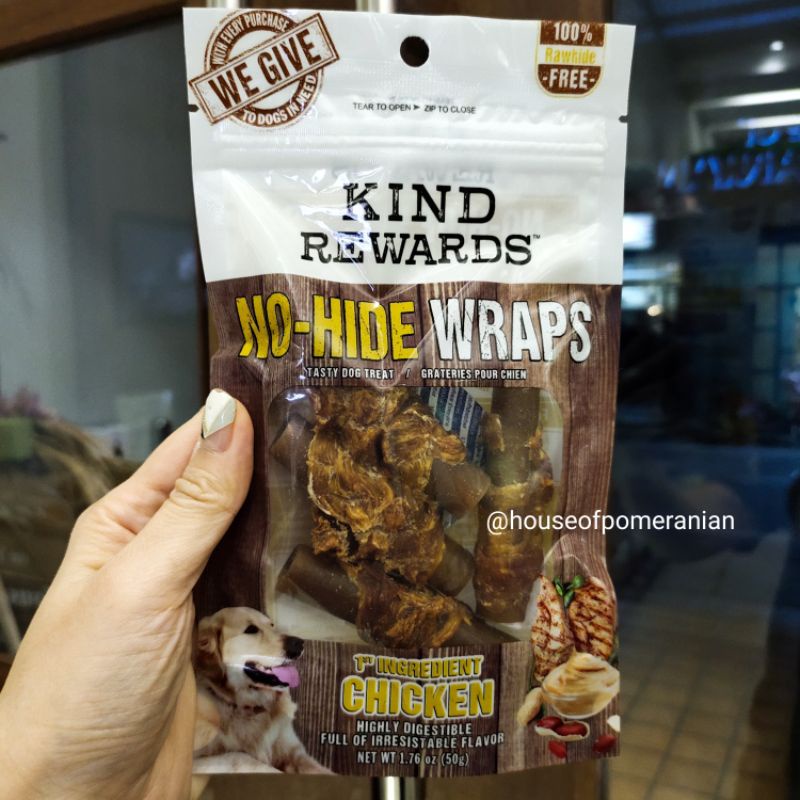 WITH EVERY PURCHASE
WE GIVE
TO DOGS IN NEED
100%
Rawhide
-FREE-
TEAR TO OPEN ➤ ZIP TO CLOSE
KIND
REWARDS™
NO-HIDE WRAPS
TASTY DOG TREAT / GRATERIES POUR CHIEN
@houseofpomeranian
1ST INGREDIENT
CHICKEN
HIGHLY DIGESTIBLE
FULL OF IRRESISTABLE FLAVOR
NET WT 1.76 oz (50g)